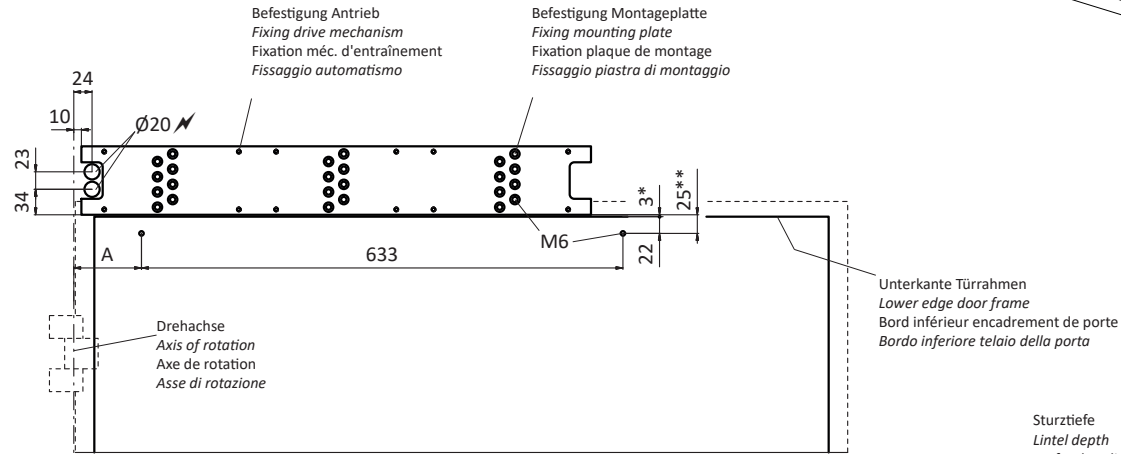 Befestigung Antrieb
Fixing drive mechanism
Fixation méc. d'entraînement
Fissaggio automatismo
Befestigung Montageplatte
Fixing mounting plate
Fixation plaque de montage
Fissaggio piastra di montaggio
24
10
Ø20
23
34
3*
25**
22
M6
A
633
Drehachse
Axis of rotation
Axe de rotation
Asse di rotazione
Unterkante Türrahmen
Lower edge door frame
Bord inférieur encadrement de porte
Bordo inferiore telaio della porta
Sturztiefe
Lintel depth